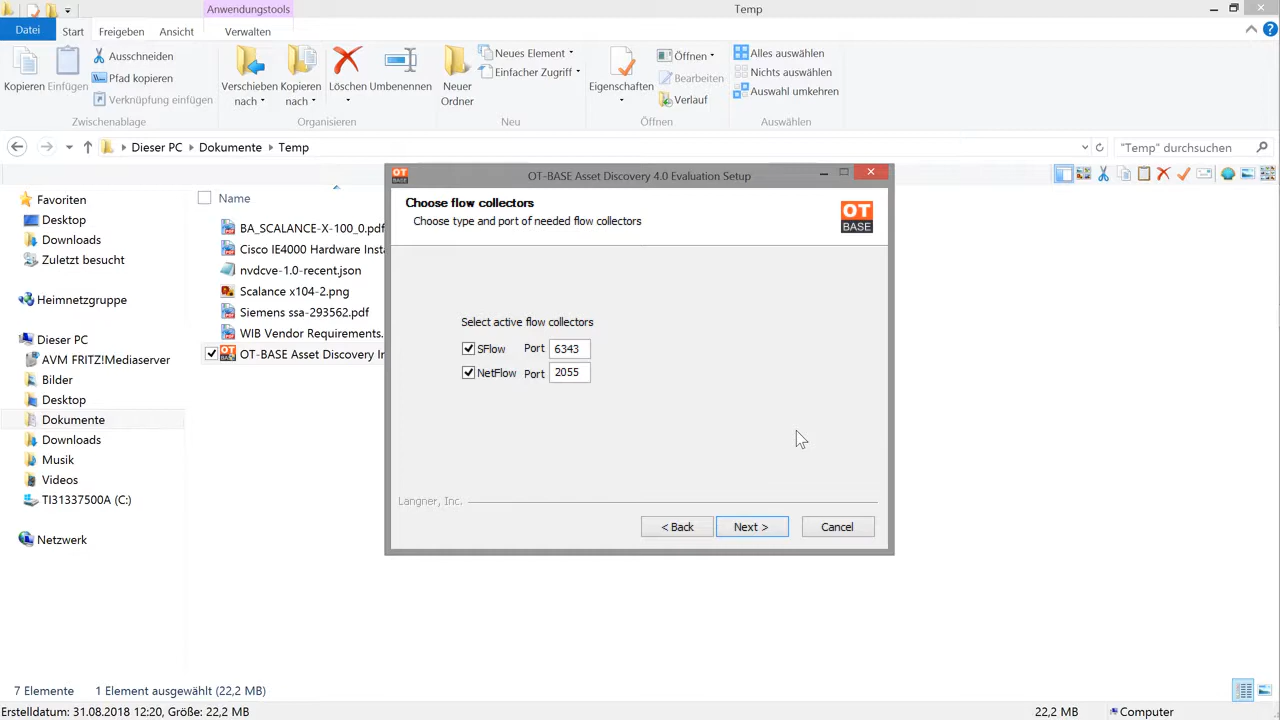 Anwendungstools
Temp
Datei
Start
Freigeben
Ansicht
Verwalten
Kopieren
Einfügen
Ausschneiden
Pfad kopieren
Verknüpfung einfügen
Zwischenablage
Verschieben nach
Kopieren nach
Löschen
Umbenennen
Organisieren
Neuer Ordner
Neues Element
Einfacher Zugriff
Neu
Eigenschaften
Öffnen
Bearbeiten
Verlauf
Öffnen
Alles auswählen
Nichts auswählen
Auswahl umkehren
Auswählen
Dieser PC
Dokumente
Temp
"Temp" durchsuchen
Favoriten
Desktop
Downloads
Zuletzt besucht
Heimnetzgruppe
Dieser PC
AVM FRITZ!Mediaserver
Bilder
Desktop
Dokumente
Downloads
Musik
Videos
TI31337500A (C:)
Netzwerk
Name
BA_SCALANCE-X-100_0.pdf
Cisco IE4000 Hardware Insta
nvdcve-1.0-recent.json
Scalance x104-2.png
Siemens ssa-293562.pdf
WIB Vendor Requirements.
OT-BASE Asset Discovery In
OT-BASE Asset Discovery 4.0 Evaluation Setup
Choose flow collectors
Choose type and port of needed flow collectors
OT
BASE
Select active flow collectors
SFlow Port 6343
NetFlow Port 2055
Langner, Inc.
< Back
Next >
Cancel
7 Elemente
1 Element ausgewählt (22,2 MB)
Erstelldatum: 31.08.2018 12:20, Größe: 22,2 MB
22,2 MB
Computer